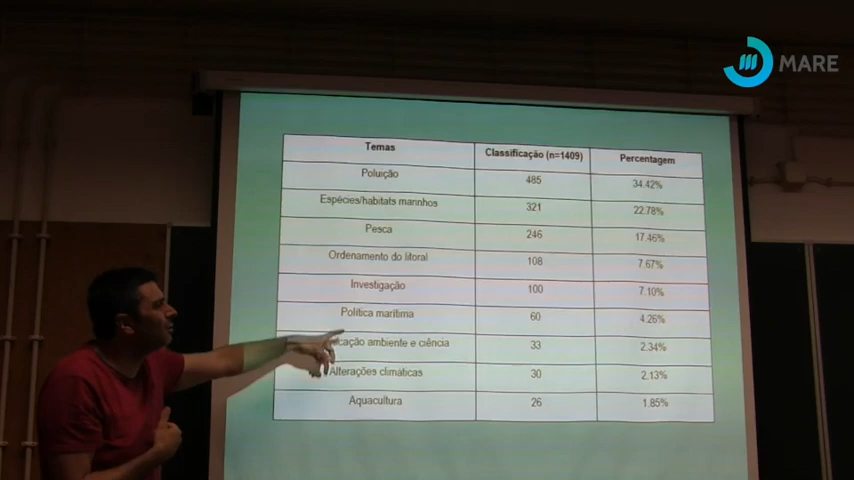 MARE
Temas Classificação (n=1409) Percentagem
Poluição 485 34.42%
Espécies/habitats marinhos 321 22.78%
Pesca 246 17.46%
Ordenamento do litoral 108 7.67%
Investigação 100 7.10%
Política marítima 60 4.26%
ambiente e ciência 33 2.34%
Alterações climáticas 30 2.13%
Aquacultura 26 1.85%